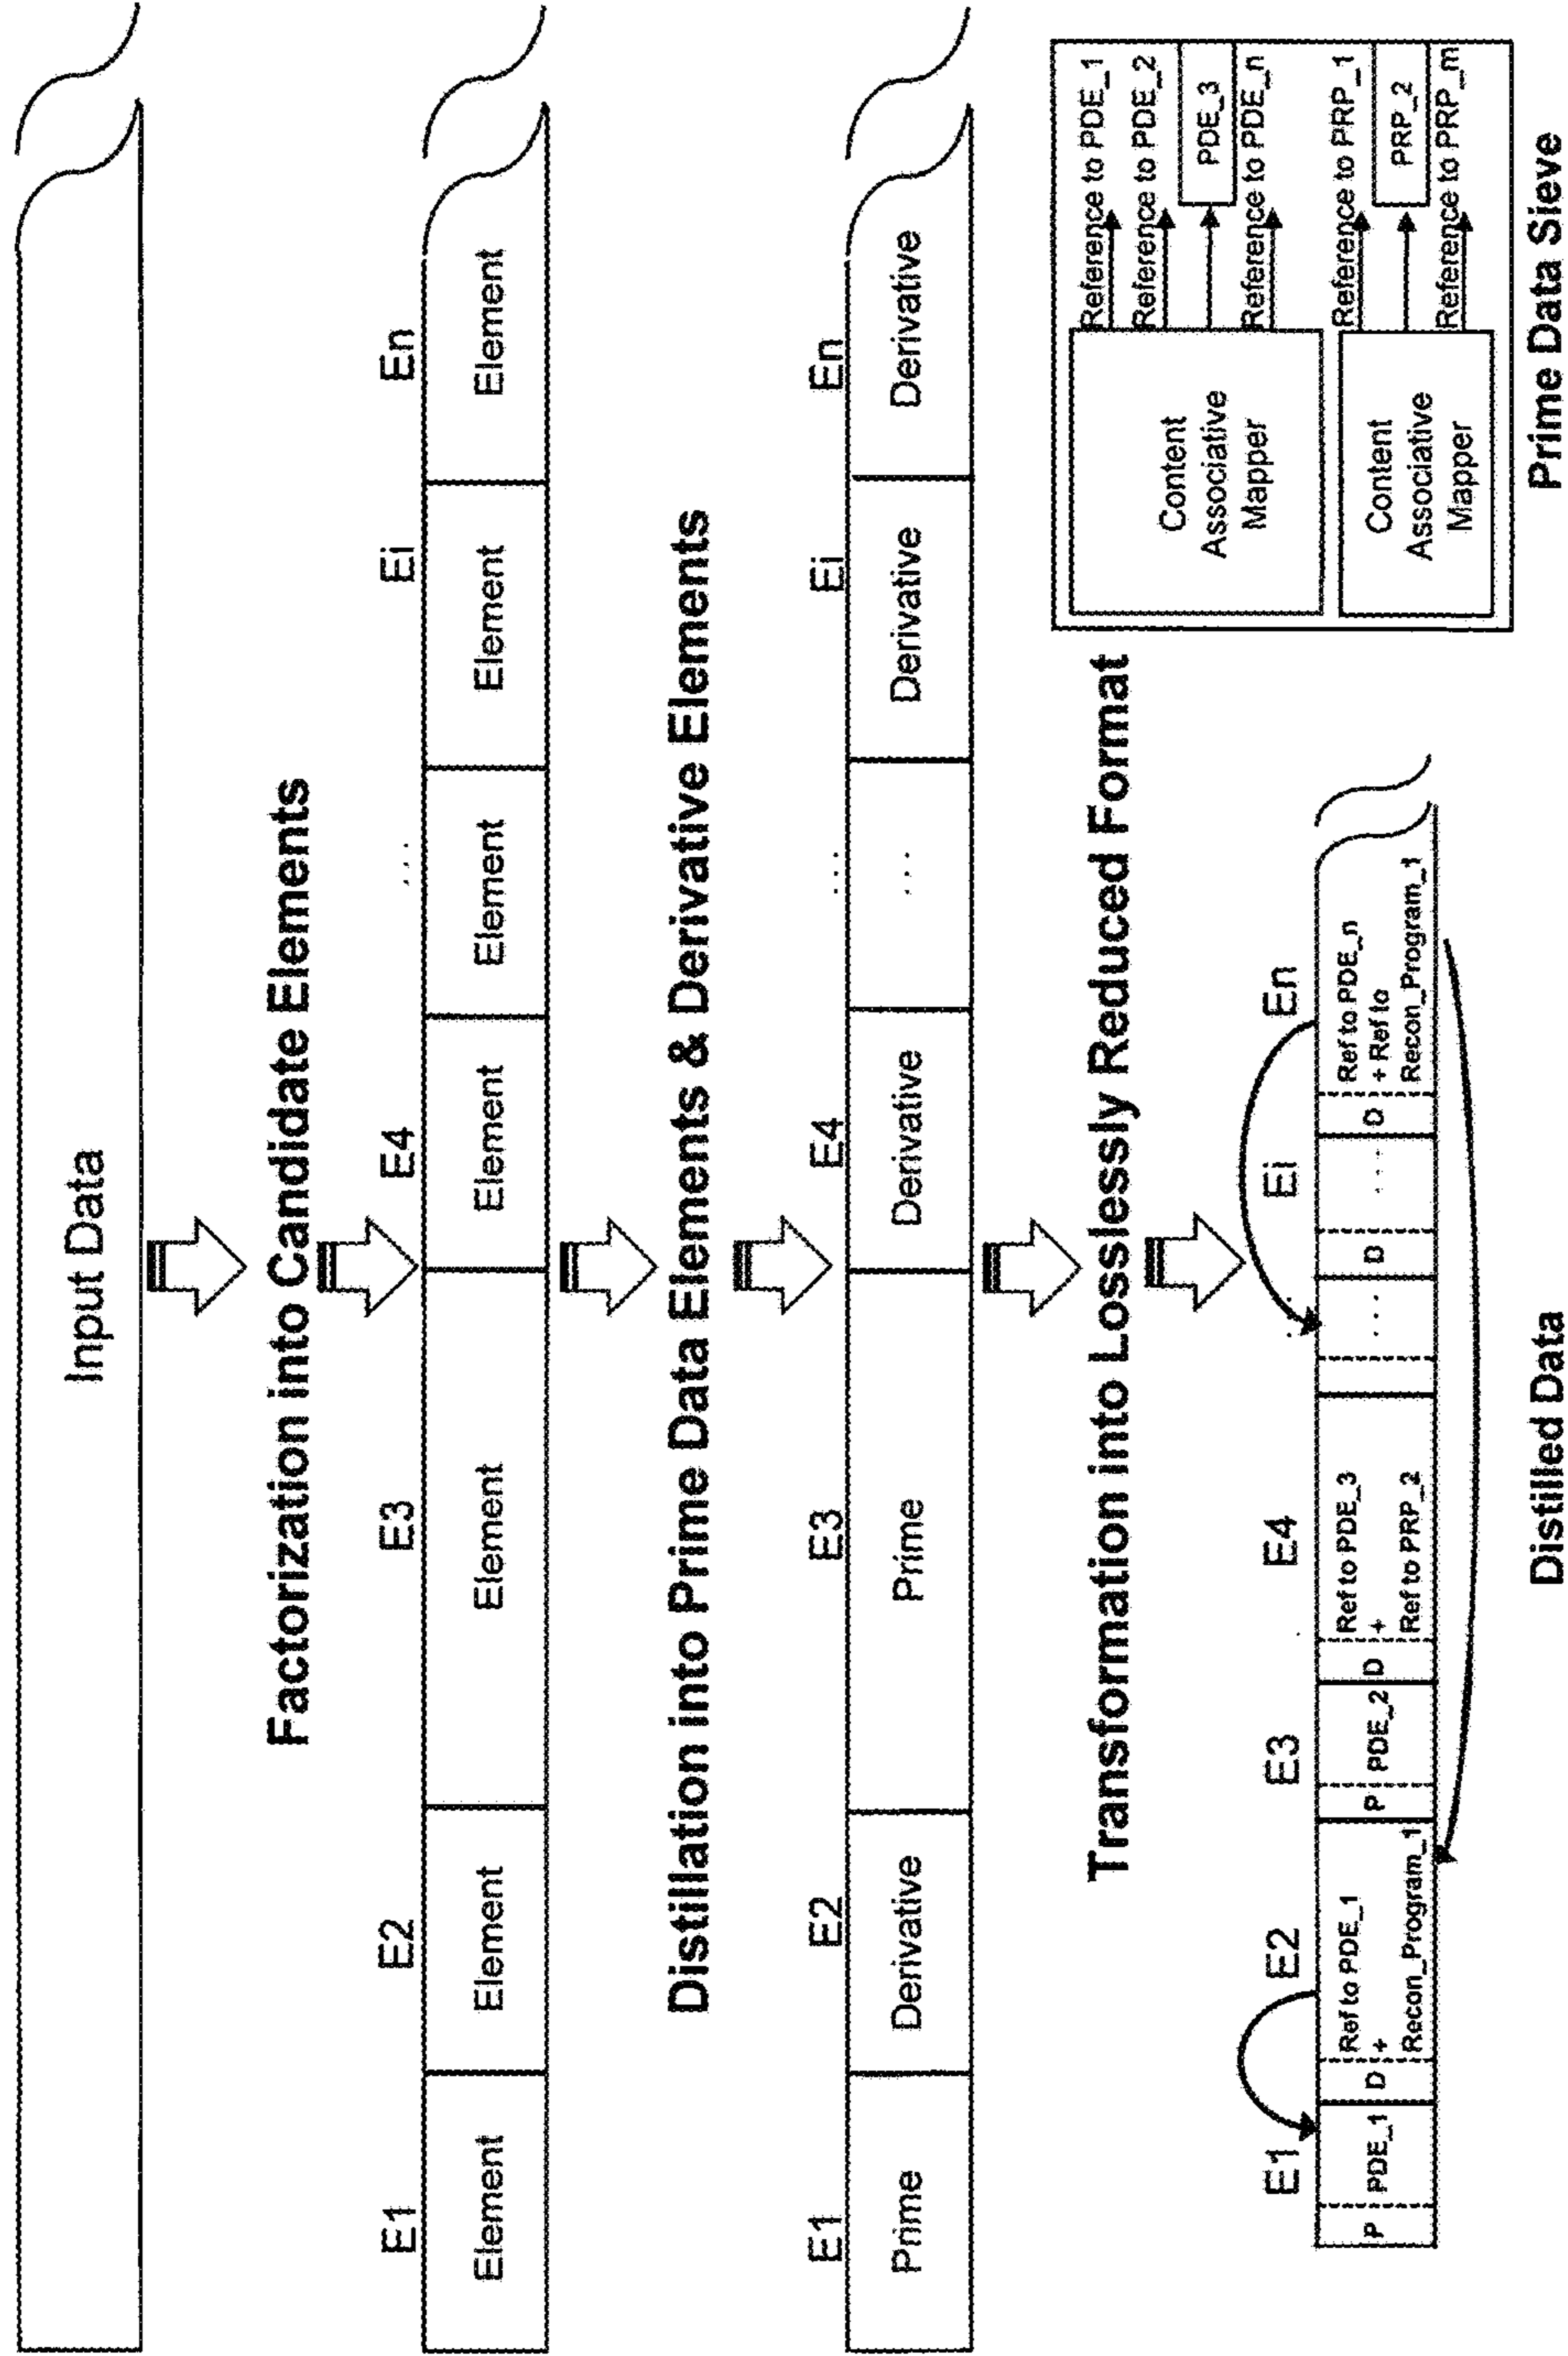 Input Data
Factorization into Candidate Elements
E1
E2
E3
E4
...
Ei
En
Element
Element
Element
Element
Element
Element
Element
Distillation into Prime Data Elements & Derivative Elements
E1
E2
E3
E4
...
Ei
En
Prime
Derivative
Prime
Derivative
...
Derivative
Derivative
Transformation into Losslessly Reduced Format
E1
E2
E3
E4
...
Ei
En
P
PDE_1
D
Ref to PDE_1
+
Recon_Program_1
P
PDE_2
D
Ref to PDE_3
+
Ref to PRP_2
...
D
...
D
Ref to PDE_n
+ Ref to
Recon_Program_1
Distilled Data
Content
Associative
Mapper
Reference to PDE_1
Reference to PDE_2
PDE_3
Reference to PDE_n
Content
Associative
Mapper
Reference to PRP_1
PRP_2
Reference to PRP_m
Prime Data Sieve